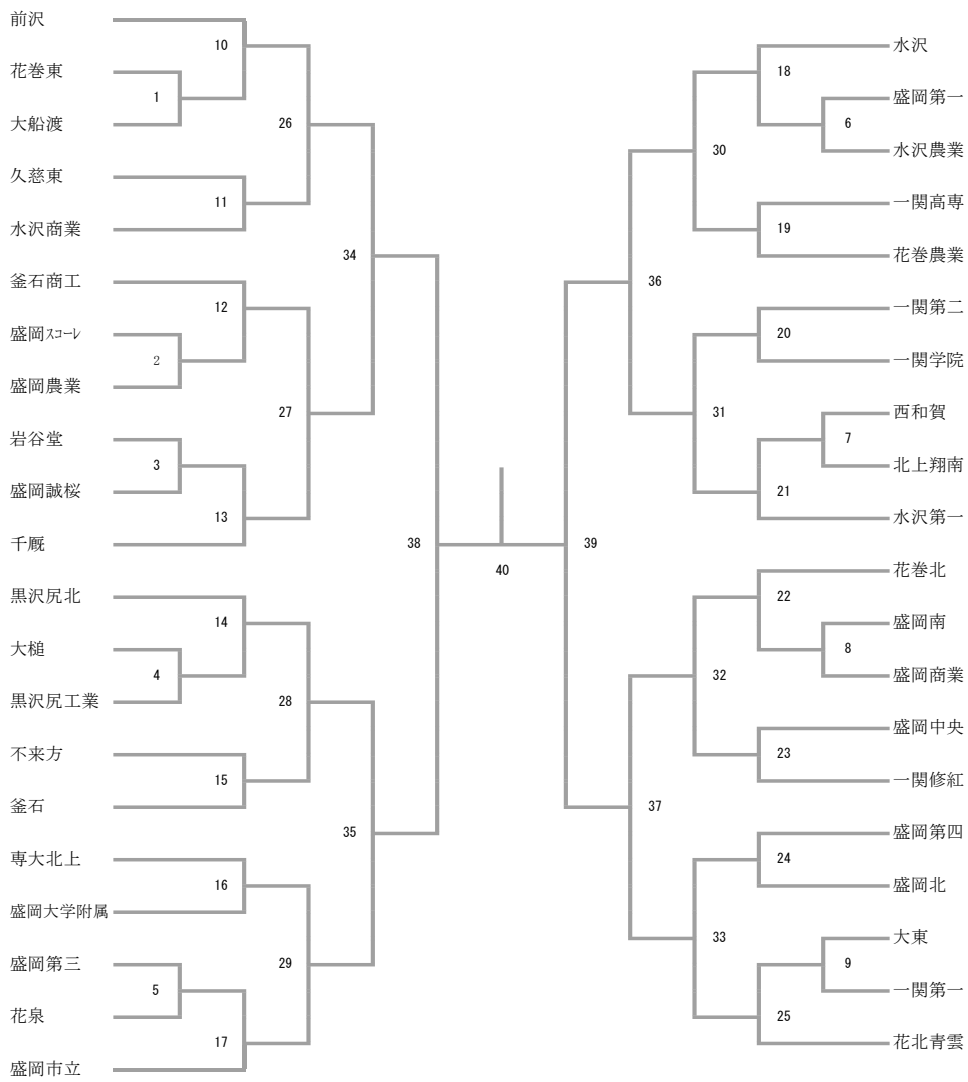 前沢
10
花巻東
1
大船渡
26
久慈東
11
水沢商業
34
釜石商工
12
盛岡スコーレ
2
盛岡農業
27
岩谷堂
3
盛岡誠桜
13
千厩
38
黒沢尻北
14
大槌
4
黒沢尻工業
28
不来方
15
釜石
35
専大北上
16
盛岡大学附属
盛岡第三
29
5
花泉
17
盛岡市立
40
水沢
18
盛岡第一
6
水沢農業
30
一関高専
19
花巻農業
36
一関第二
20
一関学院
31
西和賀
7
北上翔南
21
水沢第一
39
花巻北
22
盛岡南
8
盛岡商業
32
盛岡中央
23
一関修紅
37
盛岡第四
24
盛岡北
33
大東
9
一関第一
25
花北青雲